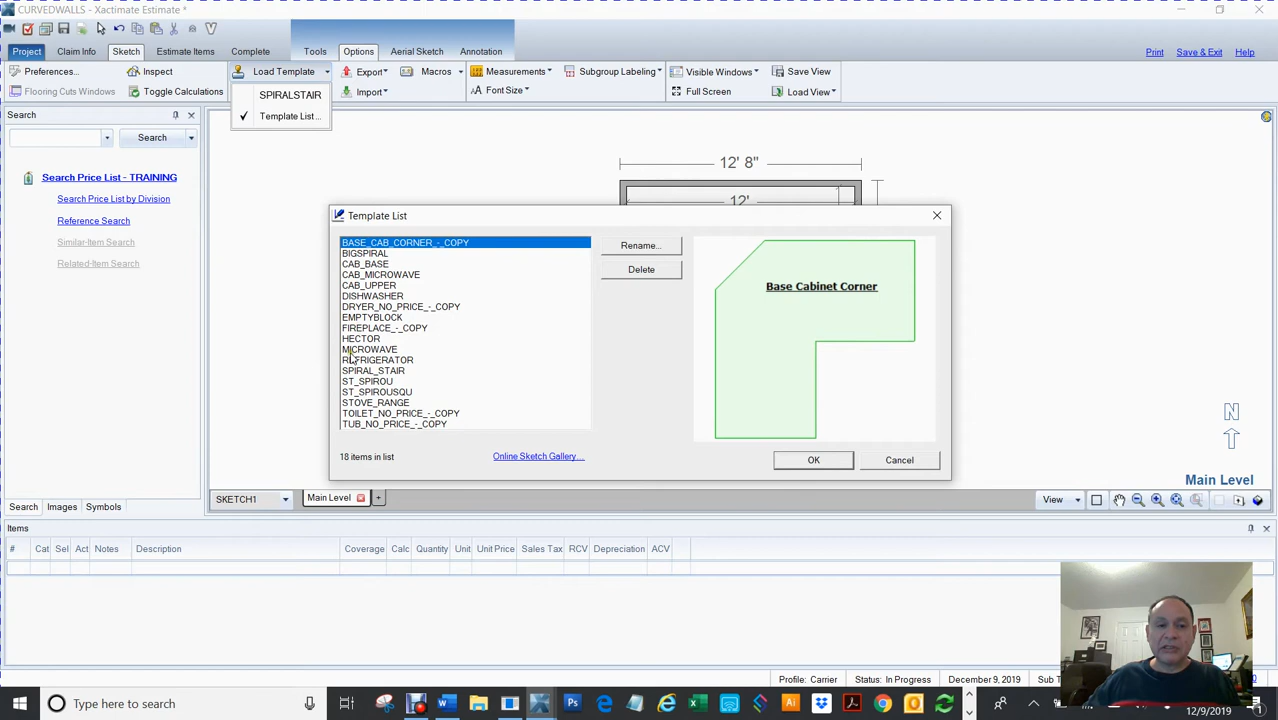 CURVEDWALLS - Xactimate Estimate *
Project Claim Info Sketch Estimate Items Complete Tools Options Aerial Sketch Annotation Print Save & Exit Help
Preferences... Inspect Load Template Export Macros Measurements Subgroup Labeling Visible Windows Save View
Flooring Cuts Windows Toggle Calculations Import Font Size Full Screen Load View
SPIRALSTAIR
Template List...
Search
Search
Search Price List - TRAINING
Search Price List by Division
Reference Search
Similar-Item Search
Related-Item Search
12' 8"
12'
Template List
BASE_CAB_CORNER_-_COPY
BIGSPIRAL
CAB_BASE
CAB_MICROWAVE
CAB_UPPER
DISHWASHER
DRYER_NO_PRICE_-_COPY
EMPTYBLOCK
FIREPLACE_-_COPY
HECTOR
MICROWAVE
REFRIGERATOR
SPIRAL_STAIR
ST_SPIROU
ST_SPIROUSQU
STOVE_RANGE
TOILET_NO_PRICE_-_COPY
TUB_NO_PRICE_-_COPY
Rename...
Delete
Base Cabinet Corner
18 items in list
Online Sketch Gallery...
OK Cancel
N
Main Level
Search Images Symbols
SKETCH1 Main Level + View
Items
# Cat Sel Act Notes Description Coverage Calc Quantity Unit Unit Price Sales Tax RCV Depreciation ACV
Profile: Carrier Status: In Progress December 9, 2019 Sub T
Type here to search
12/9/2019